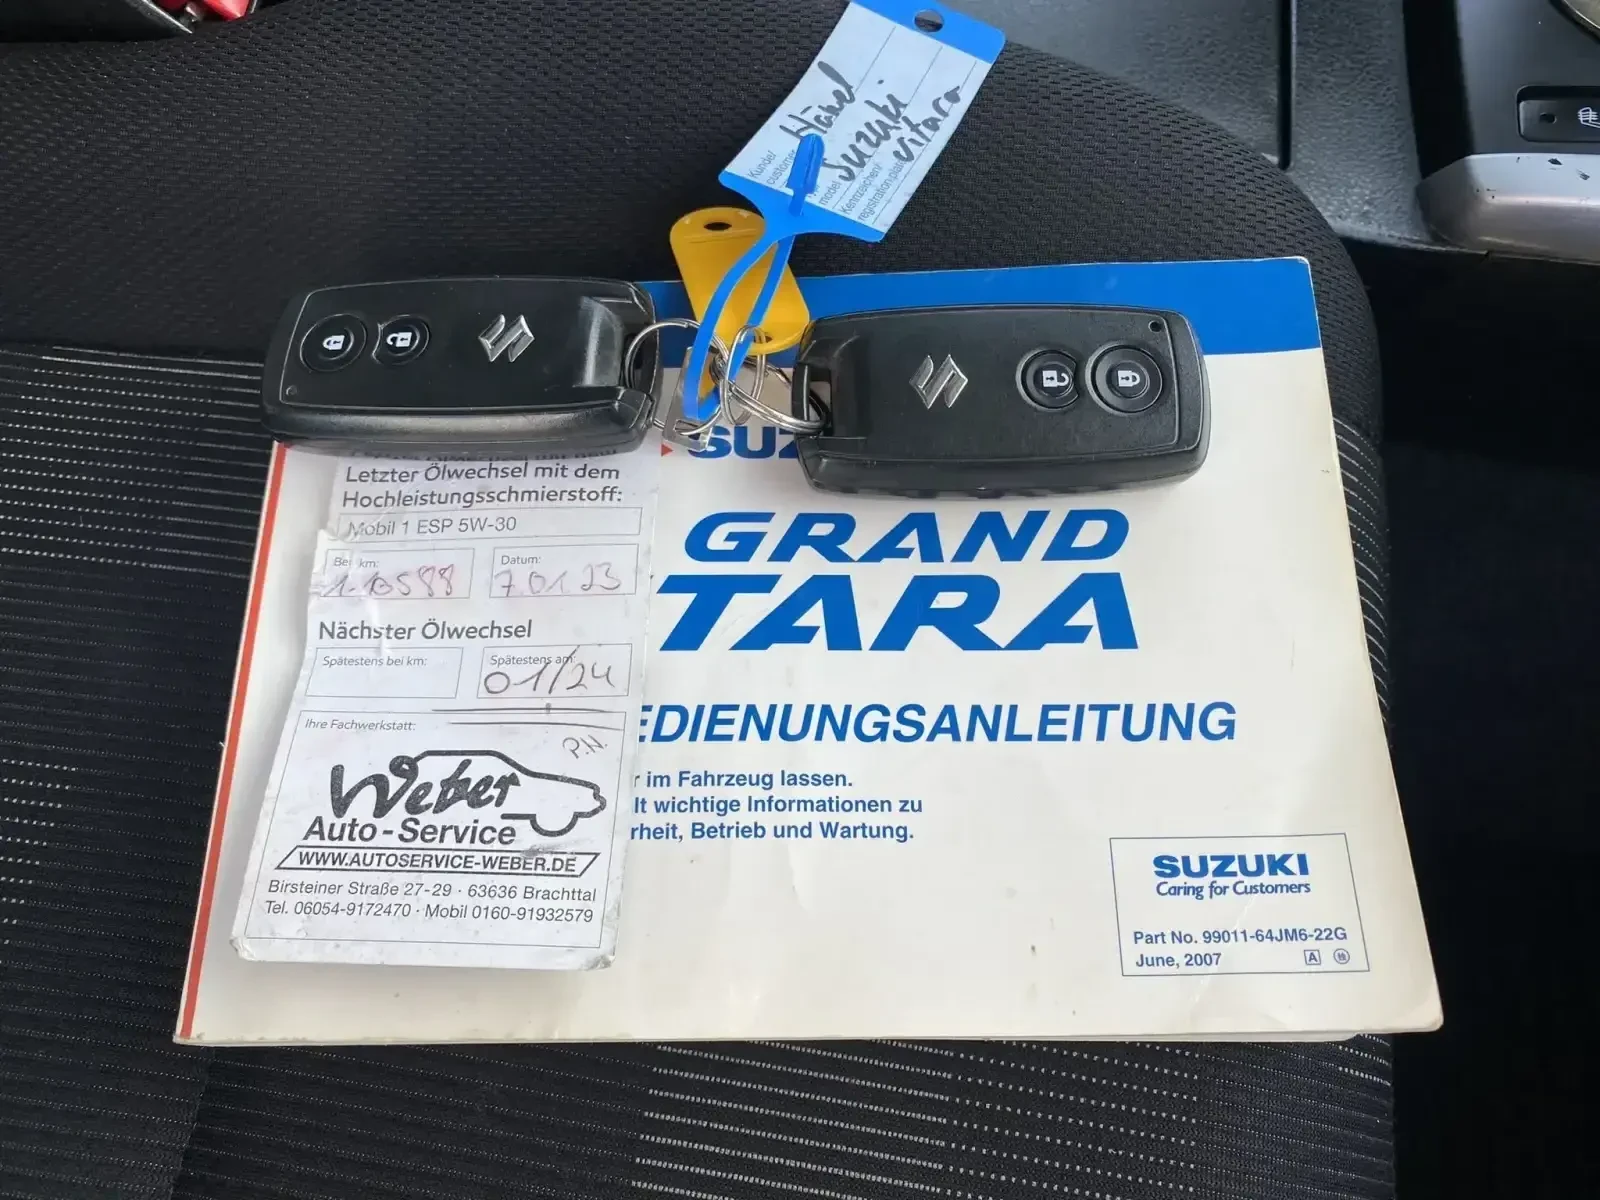 Häsel
Suzuki
vitara
Kunde/
customer
model
Kennzeichen/
registration plate
SUZ
GRAND
TARA
EDIENUNGSANLEITUNG
r im Fahrzeug lassen.
lt wichtige Informationen zu
rheit, Betrieb und Wartung.
Letzter Ölwechsel mit dem
Hochleistungsschmierstoff:
Mobil 1 ESP 5W-30
Bei km:
Datum:
7.01.23
Nächster Ölwechsel
Spätestens bei km:
Spätestens am:
01/24
Ihre Fachwerkstatt:
P.N.
Weber
Auto-Service
WWW.AUTOSERVICE-WEBER.DE
Birsteiner Straße 27-29 · 63636 Brachttal
Tel. 06054-9172470 · Mobil 0160-91932579
SUZUKI
Caring for Customers
Part No. 99011-64JM6-22G
June, 2007
A